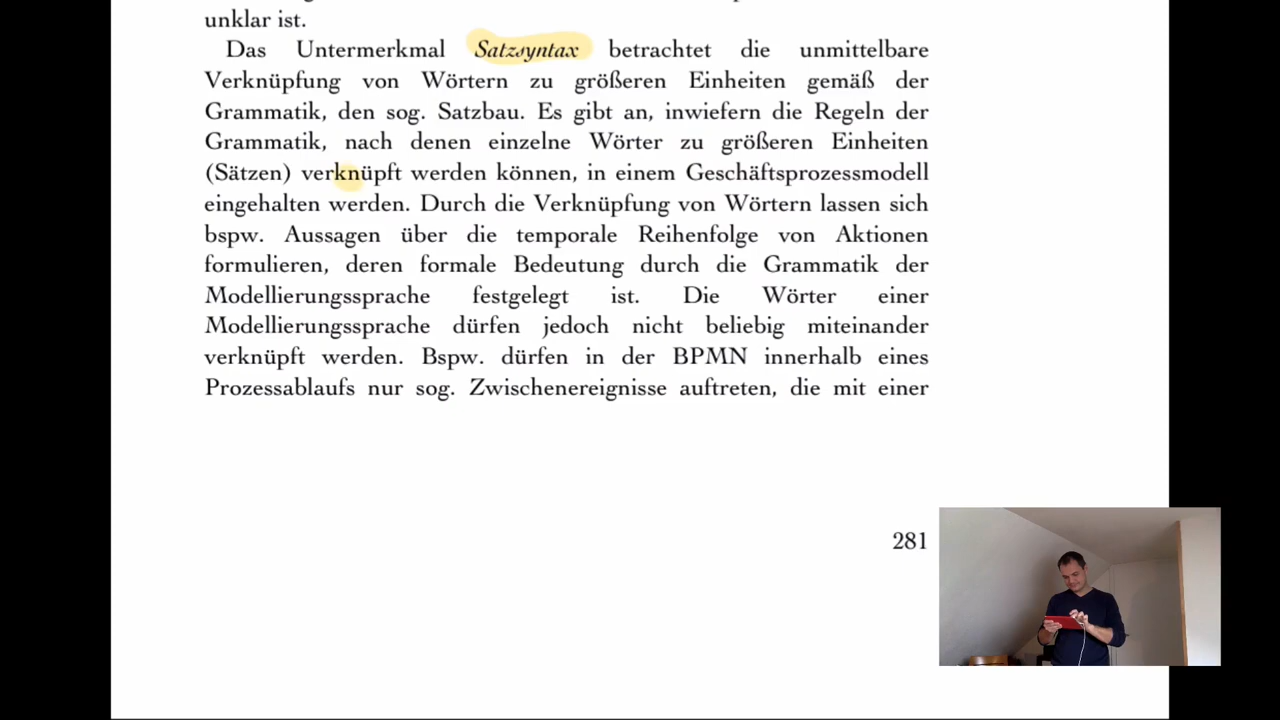 unklar ist.
Das Untermerkmal Satzsyntax betrachtet die unmittelbare
Verknüpfung von Wörtern zu größeren Einheiten gemäß der
Grammatik, den sog. Satzbau. Es gibt an, inwiefern die Regeln der
Grammatik, nach denen einzelne Wörter zu größeren Einheiten
(Sätzen) verknüpft werden können, in einem Geschäftsprozessmodell
eingehalten werden. Durch die Verknüpfung von Wörtern lassen sich
bspw. Aussagen über die temporale Reihenfolge von Aktionen
formulieren, deren formale Bedeutung durch die Grammatik der
Modellierungssprache festgelegt ist. Die Wörter einer
Modellierungssprache dürfen jedoch nicht beliebig miteinander
verknüpft werden. Bspw. dürfen in der BPMN innerhalb eines
Prozessablaufs nur sog. Zwischenereignisse auftreten, die mit einer
281